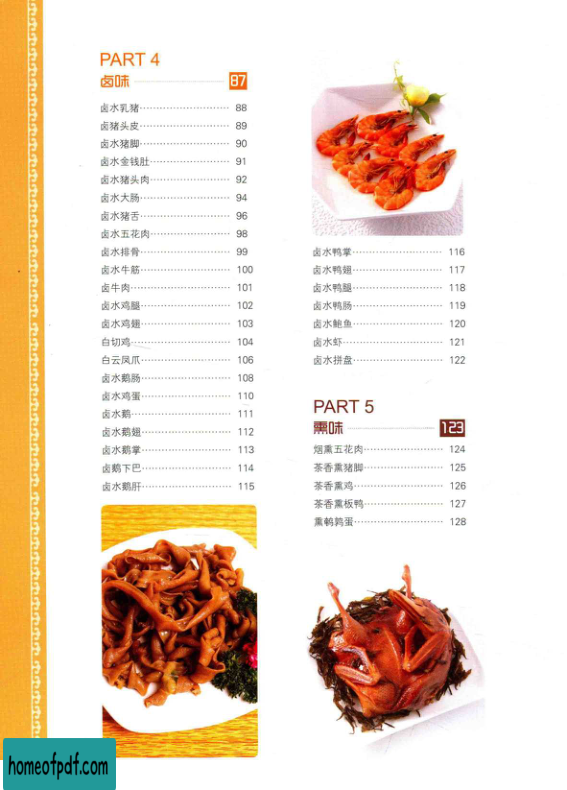 PART 4
卤味 87
卤水乳猪 88
卤猪头皮 89
卤水猪脚 90
卤水金钱肚 91
卤水猪头肉 92
卤水大肠 94
卤水猪舌 96
卤水五花肉 98
卤水排骨 99
卤水牛筋 100
卤牛肉 101
卤水鸡腿 102
卤水鸡翅 103
白切鸡 104
白云凤爪 106
卤水鹅肠 108
卤水鸡蛋 110
卤水鹅 111
卤水鹅翅 112
卤水鹅掌 113
卤鹅下巴 114
卤水鹅肝 115
卤水鸭掌 116
卤水鸭翅 117
卤水鸭腿 118
卤水鸭肠 119
卤水鲍鱼 120
卤水虾 121
卤水拼盘 122
PART 5
熏味 123
烟熏五花肉 124
茶香熏猪脚 125
茶香熏鸡 126
茶香熏板鸭 127
熏鹌鹑蛋 128
homeofpdf.com